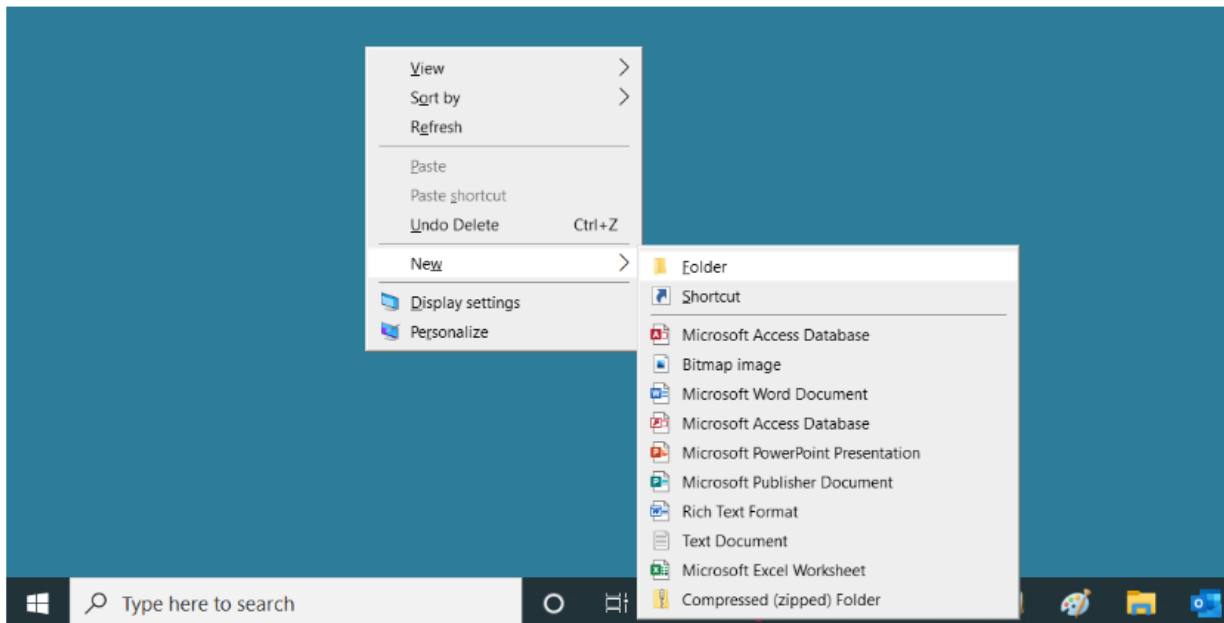 View
Sort by
Refresh
Paste
Paste shortcut
Undo Delete Ctrl+Z
New
Display settings
Personalize
Folder
Shortcut
Microsoft Access Database
Bitmap image
Microsoft Word Document
Microsoft Access Database
Microsoft PowerPoint Presentation
Microsoft Publisher Document
Rich Text Format
Text Document
Microsoft Excel Worksheet
Compressed (zipped) Folder
Type here to search